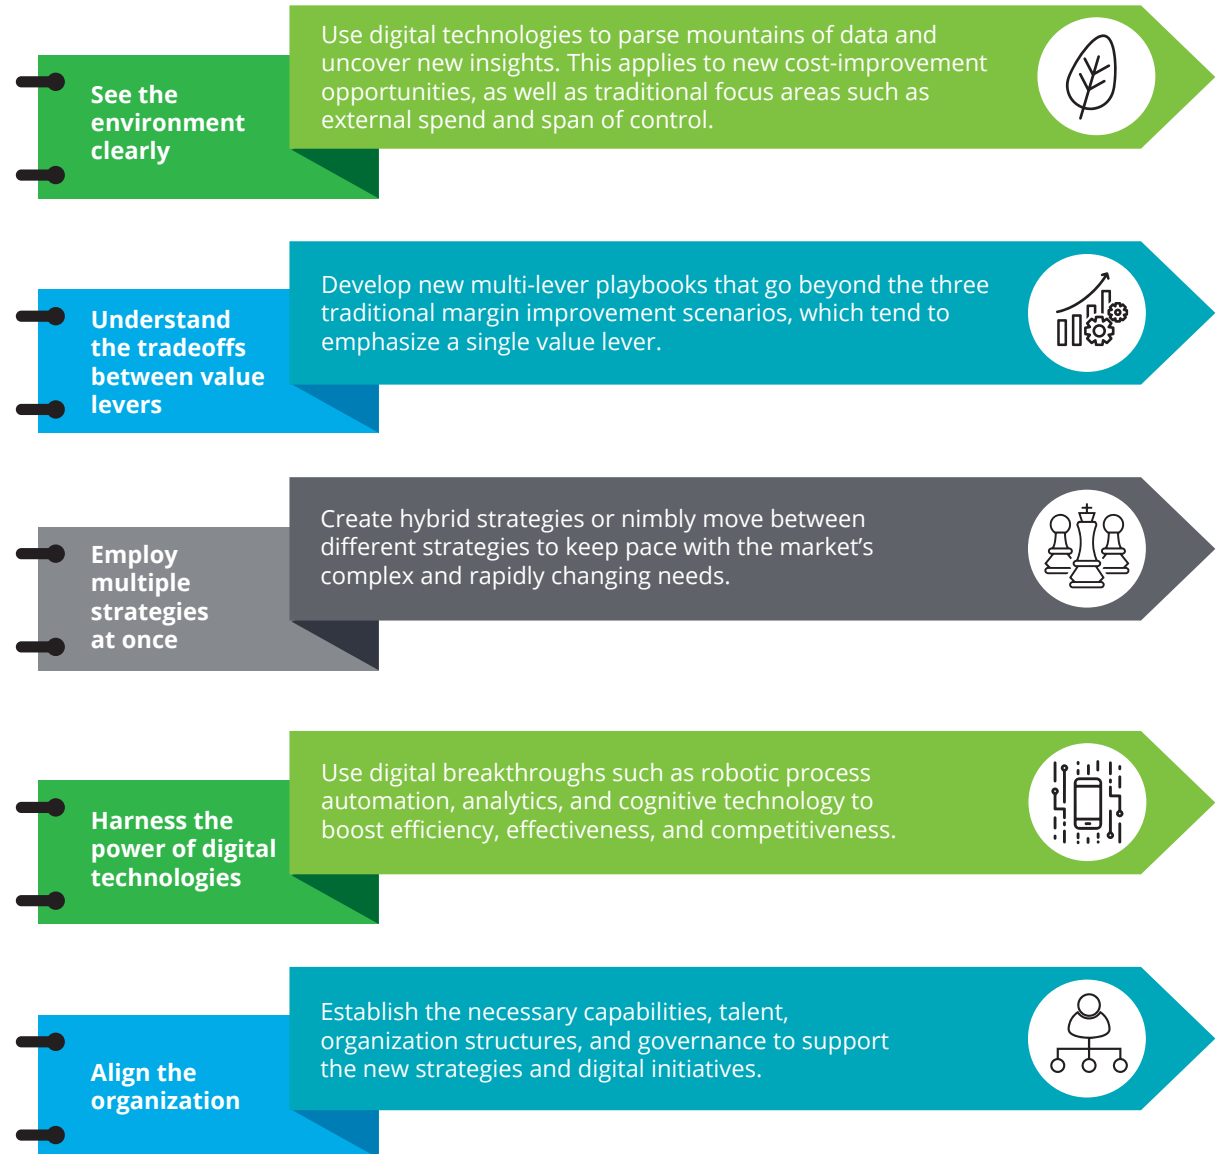 See the
environment
clearly
Use digital technologies to parse mountains of data and
uncover new insights. This applies to new cost-improvement
opportunities, as well as traditional focus areas such as
external spend and span of control.
Understand
the tradeoffs
between value
levers
Develop new multi-lever playbooks that go beyond the three
traditional margin improvement scenarios, which tend to
emphasize a single value lever.
Employ
multiple
strategies
at once
Create hybrid strategies or nimbly move between
different strategies to keep pace with the market’s
complex and rapidly changing needs.
Harness the
power of digital
technologies
Use digital breakthroughs such as robotic process
automation, analytics, and cognitive technology to
boost efficiency, effectiveness, and competitiveness.
Align the
organization
Establish the necessary capabilities, talent,
organization structures, and governance to support
the new strategies and digital initiatives.